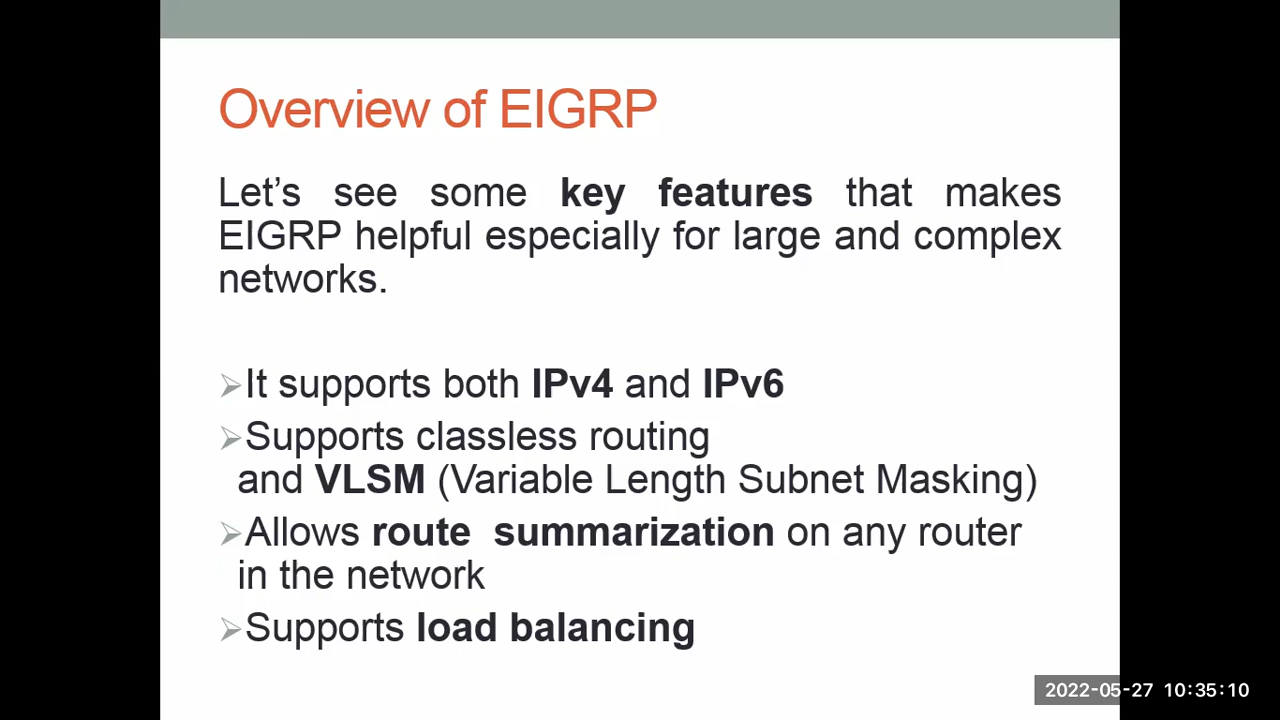 Overview of EIGRP
Let's see some key features that makes
EIGRP helpful especially for large and complex
networks.
➢It supports both IPv4 and IPv6
➢Supports classless routing
and VLSM (Variable Length Subnet Masking)
➢Allows route  summarization on any router
in the network
➢Supports load balancing
2022-05-27 10:35:10